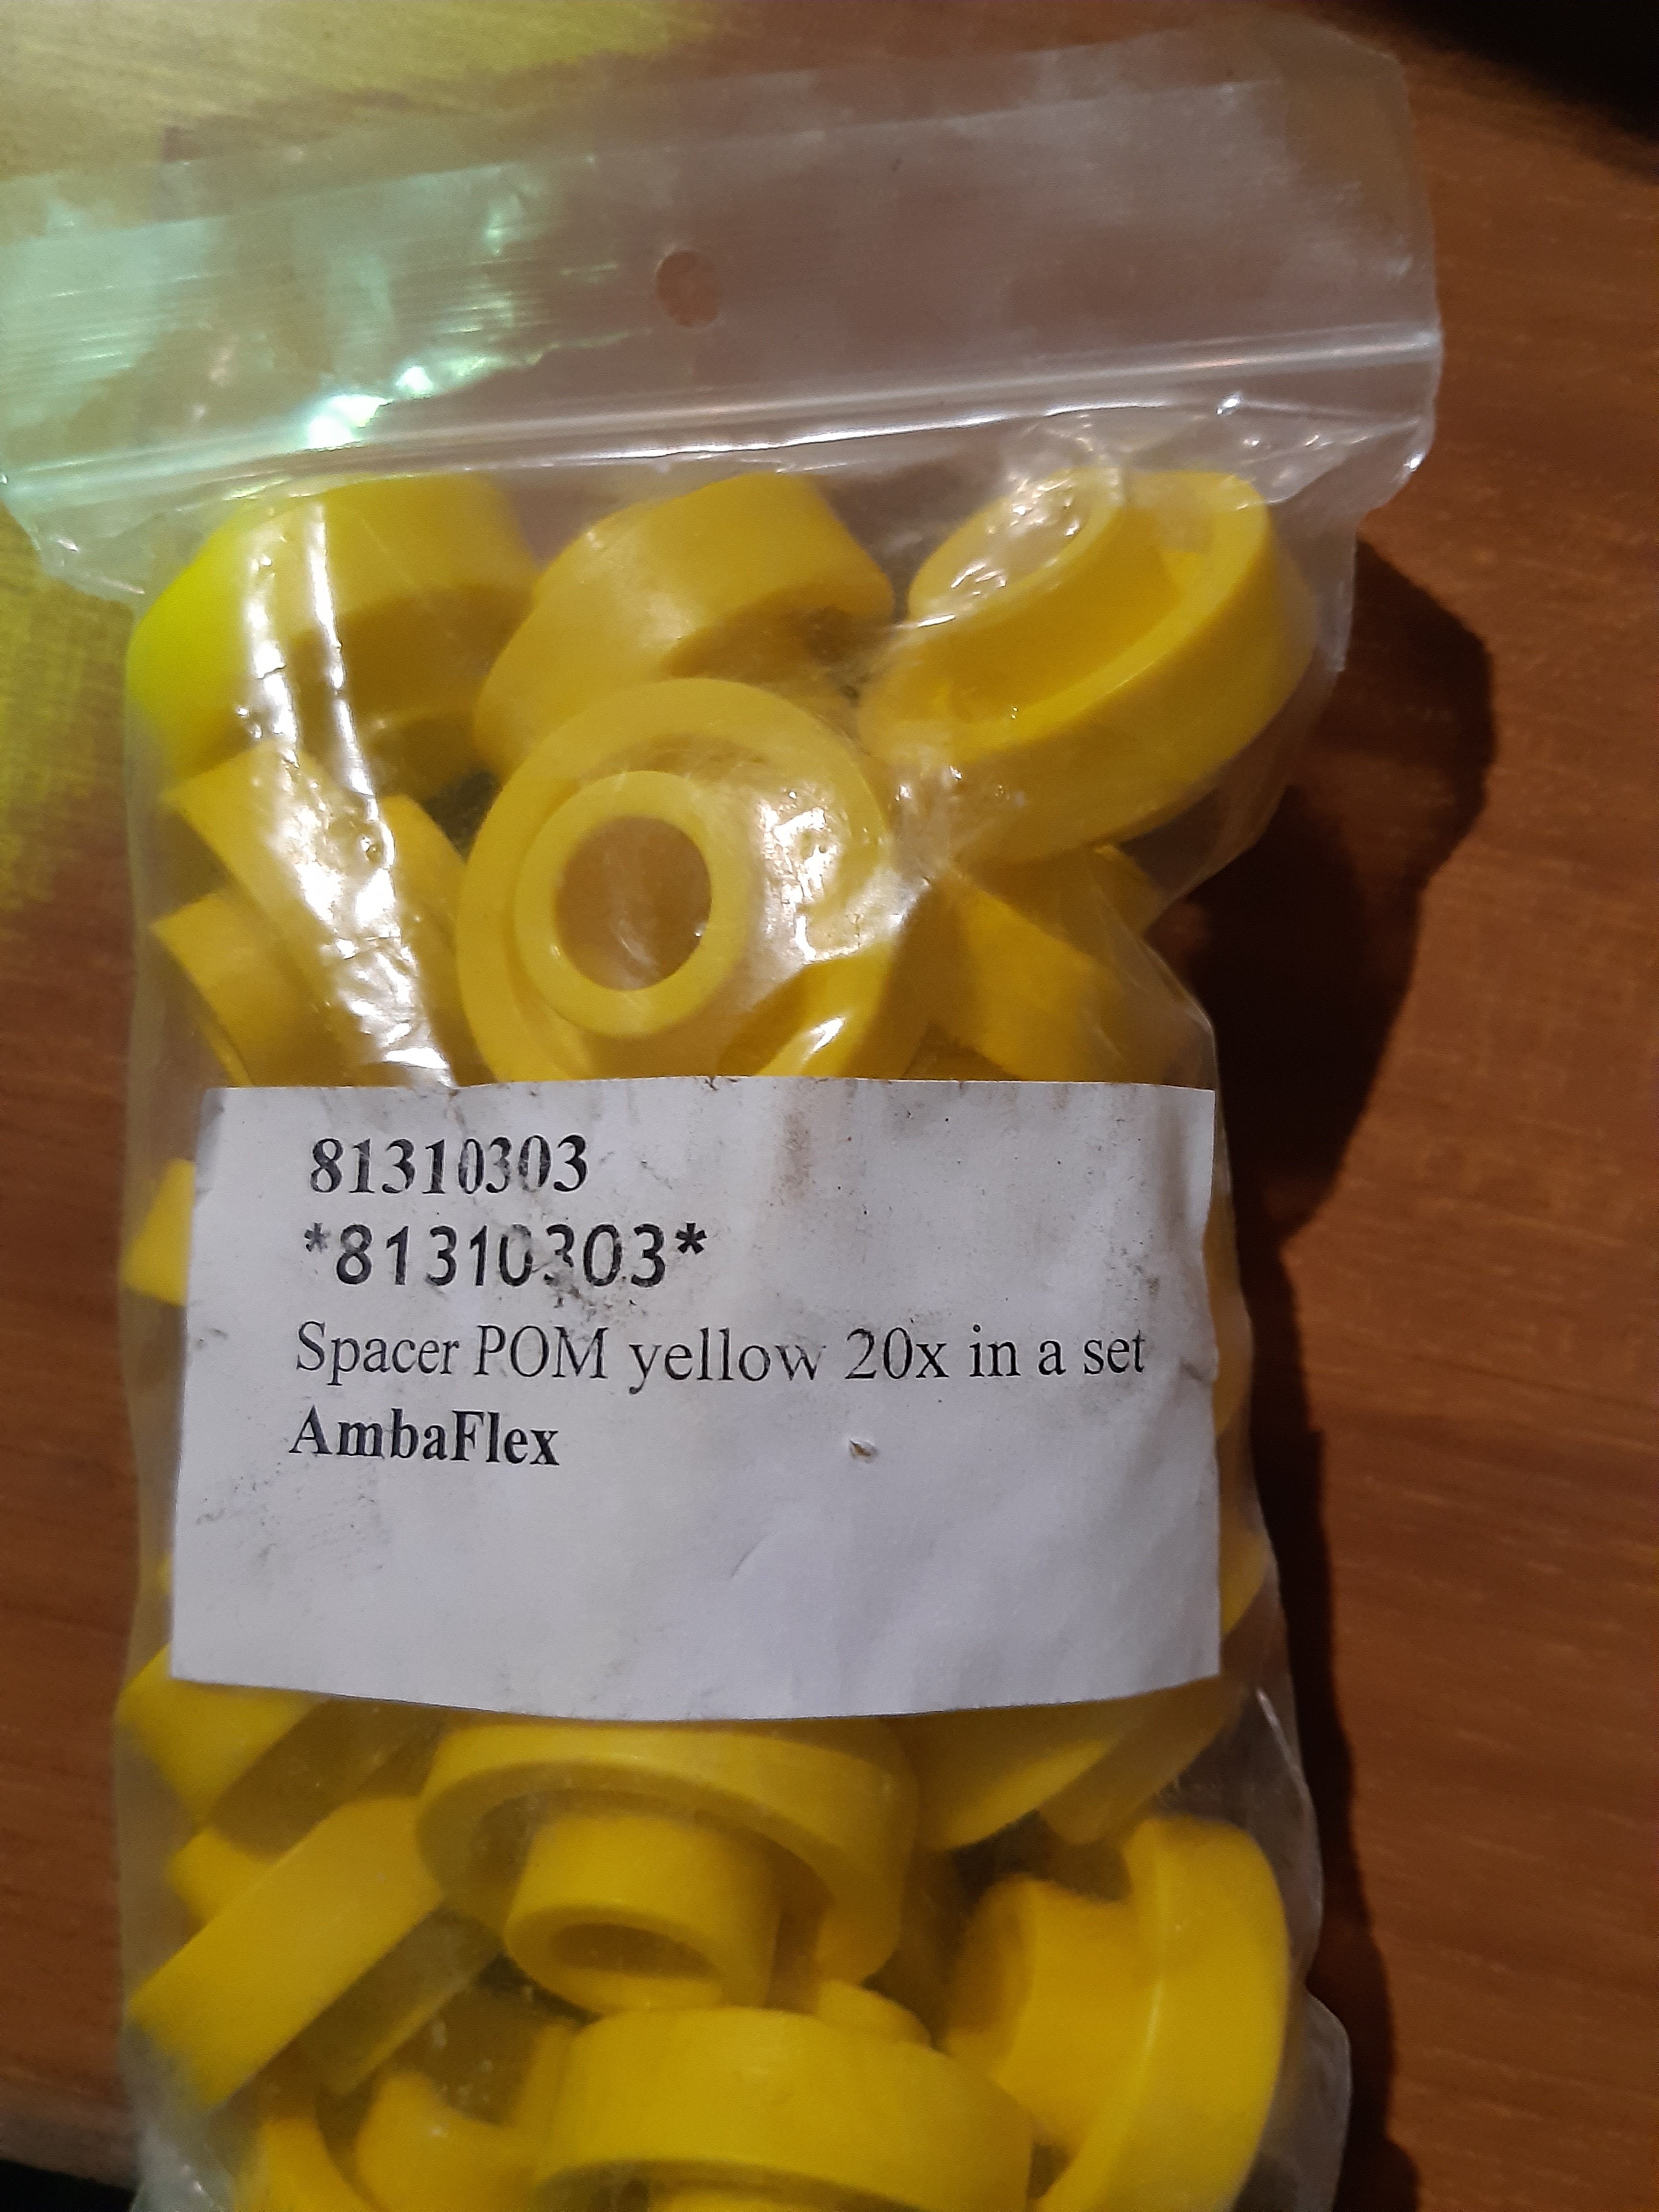 81310303
*81310303*
Spacer POM yellow 20x in a set
AmbaFlex